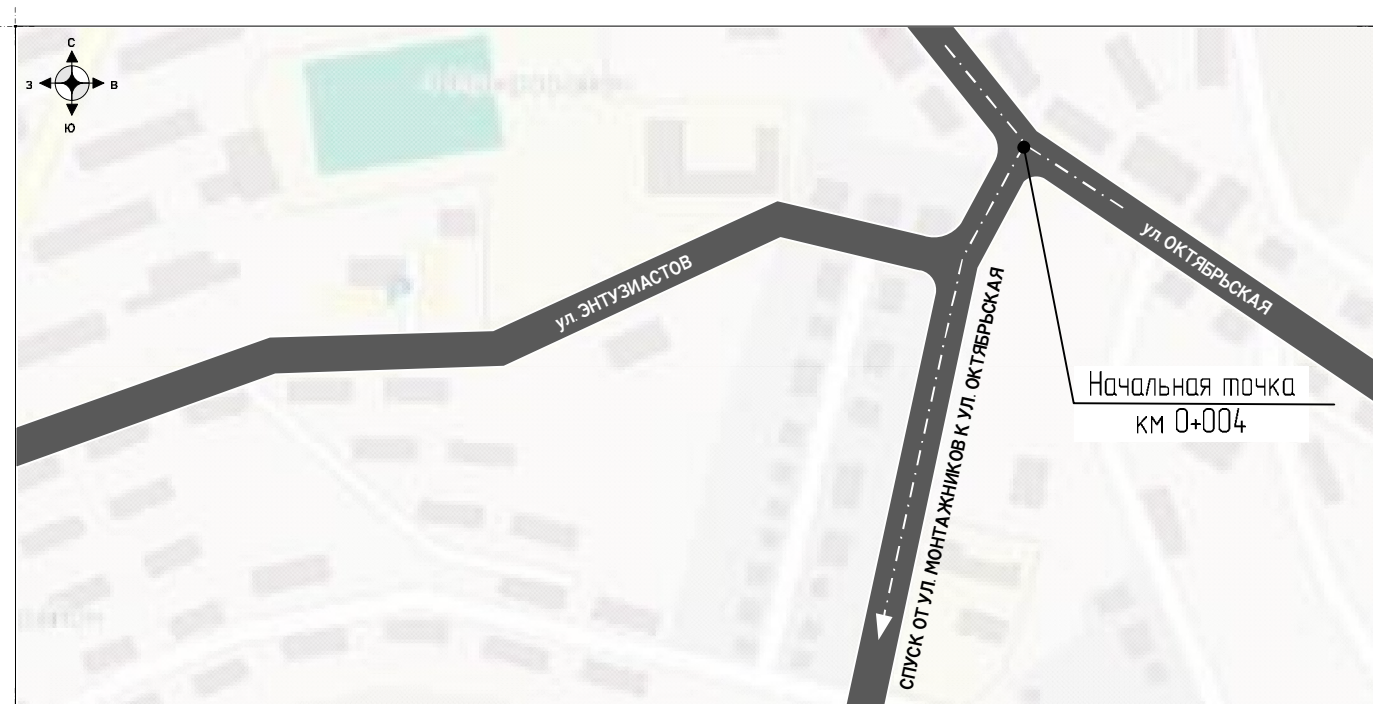 С
З В
Ю
ул. ЭНТУЗИАСТОВ
ул. ОКТЯБРЬСКАЯ
СПУСК ОТ УЛ. МОНТАЖНИКОВ К УЛ. ОКТЯБРЬСКАЯ
Начальная точка
км 0+004